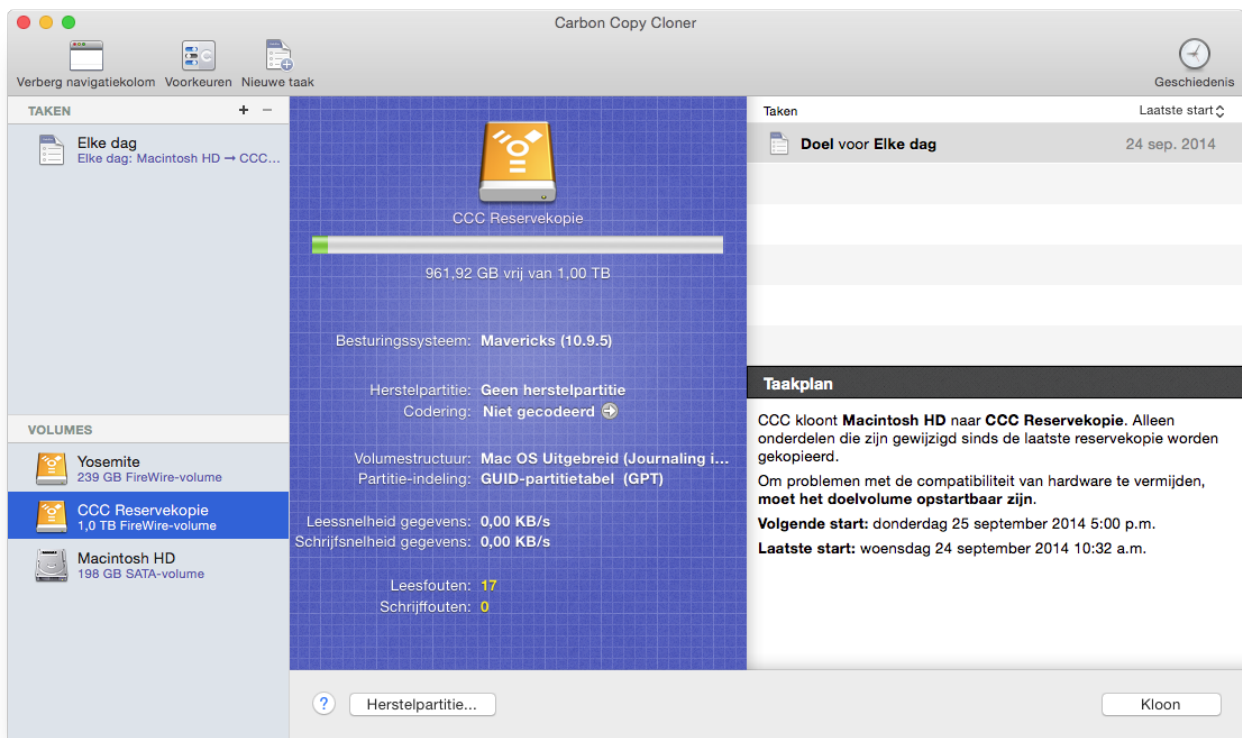 Carbon Copy Cloner
Verberg navigatiekolom Voorkeuren Nieuwe taak
Geschiedenis
TAKEN + −
Elke dag
Elke dag: Macintosh HD → CCC...
VOLUMES
Yosemite
239 GB FireWire-volume
CCC Reservekopie
1,0 TB FireWire-volume
Macintosh HD
198 GB SATA-volume
CCC Reservekopie
961,92 GB vrij van 1,00 TB
Besturingssysteem: Mavericks (10.9.5)
Herstelpartitie: Geen herstelpartitie
Codering: Niet gecodeerd
Volumestructuur: Mac OS Uitgebreid (Journaling i...
Partitie-indeling: GUID-partitietabel (GPT)
Leessnelheid gegevens: 0,00 KB/s
Schrijfsnelheid gegevens: 0,00 KB/s
Leesfouten: 17
Schrijffouten: 0
Taken Laatste start
Doel voor Elke dag 24 sep. 2014
Taakplan
CCC kloont Macintosh HD naar CCC Reservekopie. Alleen
onderdelen die zijn gewijzigd sinds de laatste reservekopie worden
gekopieerd.
Om problemen met de compatibiliteit van hardware te vermijden,
moet het doelvolume opstartbaar zijn.
Volgende start: donderdag 25 september 2014 5:00 p.m.
Laatste start: woensdag 24 september 2014 10:32 a.m.
? Herstelpartitie... Kloon